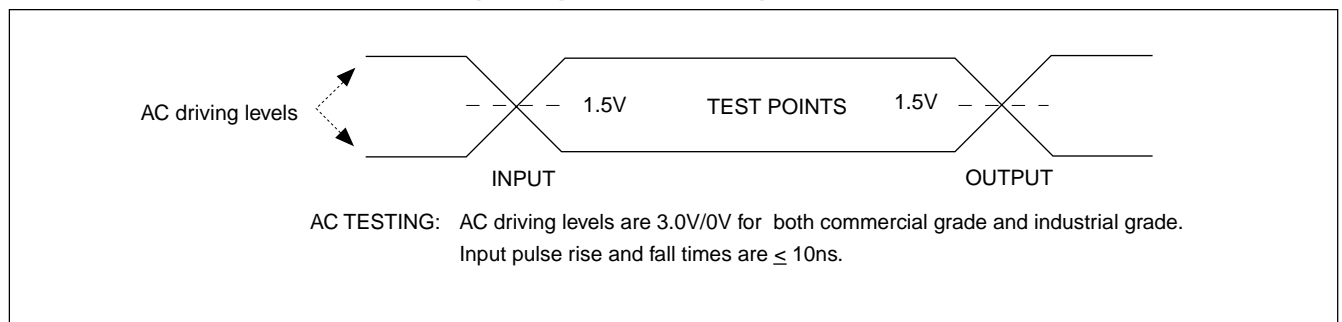 AC driving levels
1.5V
TEST POINTS
1.5V
INPUT
OUTPUT
AC TESTING: AC driving levels are 3.0V/0V for both commercial grade and industrial grade.
Input pulse rise and fall times are ≤ 10ns.